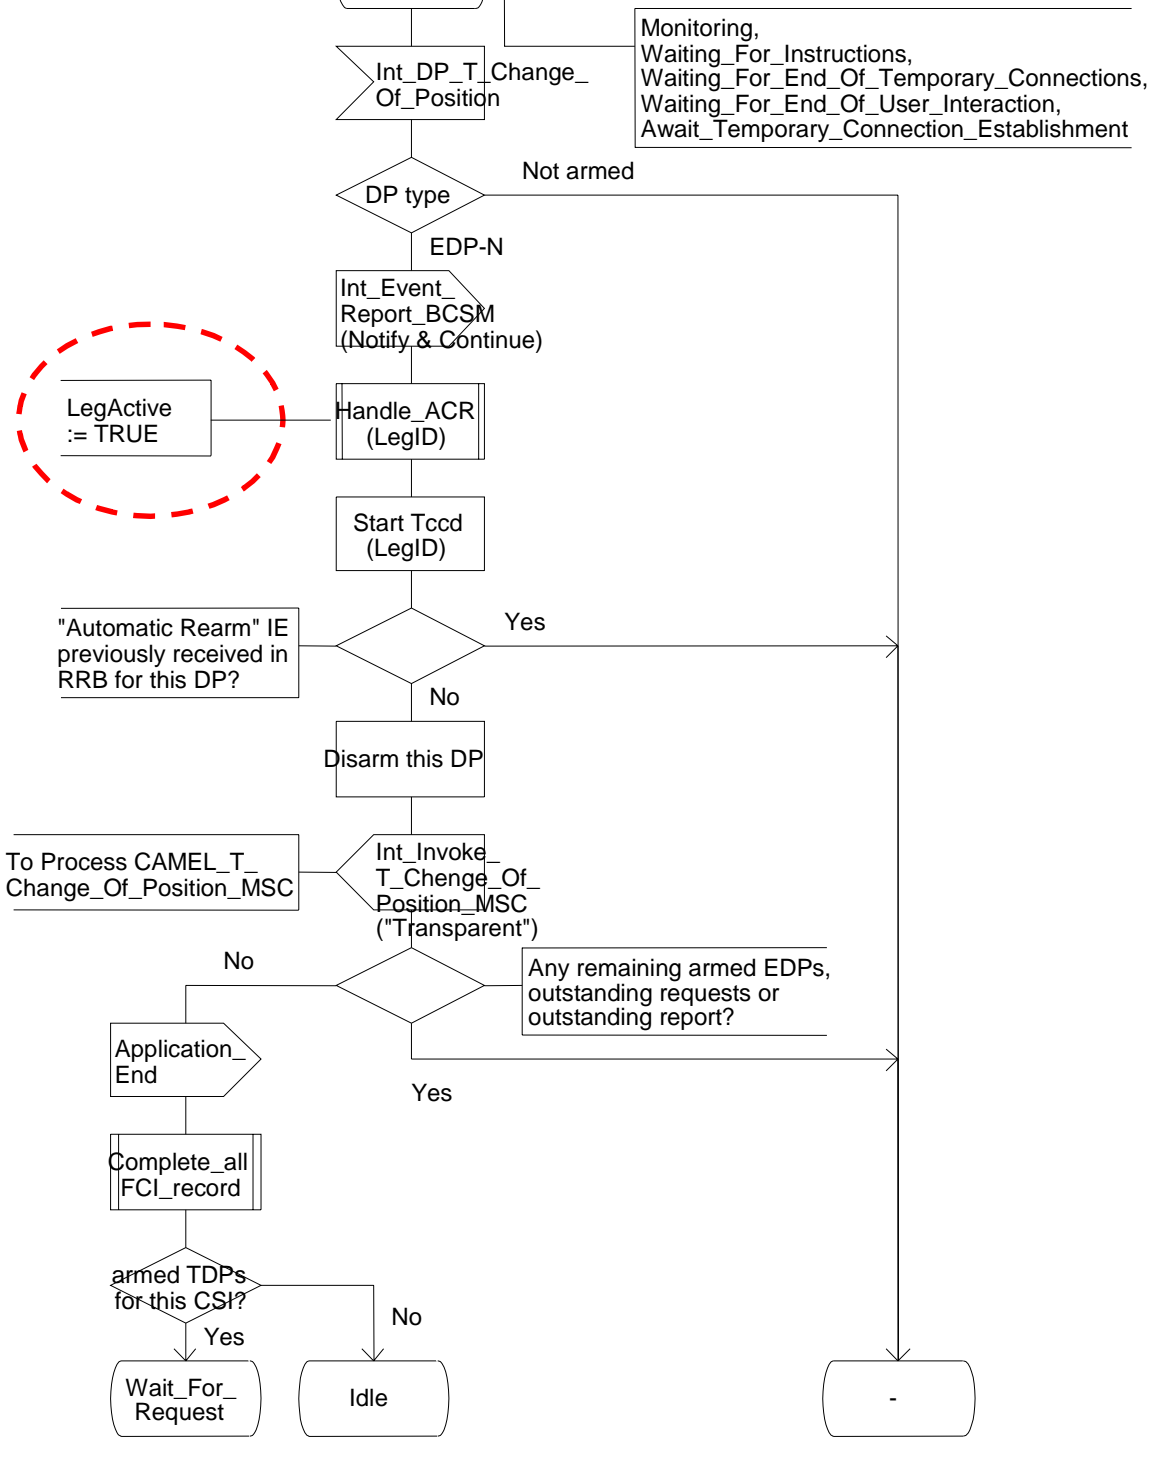 Monitoring,
Waiting_For_Instructions,
Waiting_For_End_Of_Temporary_Connections,
Waiting_For_End_Of_User_Interaction,
Await_Temporary_Connection_Establishment
Int_DP_T_Change_
Of_Position
Not armed
DP type
EDP-N
Int_Event_
Report_BCSM
(Notify & Continue)
LegActive
:= TRUE
Handle_ACR
(LegID)
Start Tccd
(LegID)
"Automatic Rearm" IE
previously received in
RRB for this DP?
Yes
No
Disarm this DP
To Process CAMEL_T_
Change_Of_Position_MSC
Int_Invoke_
T_Chenge_Of_
Position_MSC
("Transparent")
No
Any remaining armed EDPs,
outstanding requests or
outstanding report?
Yes
Application_
End
Complete_all
FCI_record
armed TDPs
for this CSI?
Yes
No
Wait_For_
Request
Idle
-